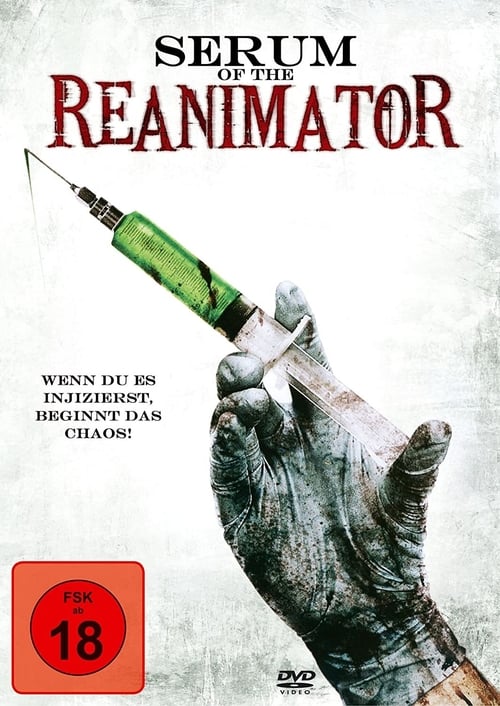 SERUM
OF THE
REANIMATOR
WENN DU ES
INJIZIERST,
BEGINNT DAS
CHAOS!
FSK
ab
18
DVD
VIDEO